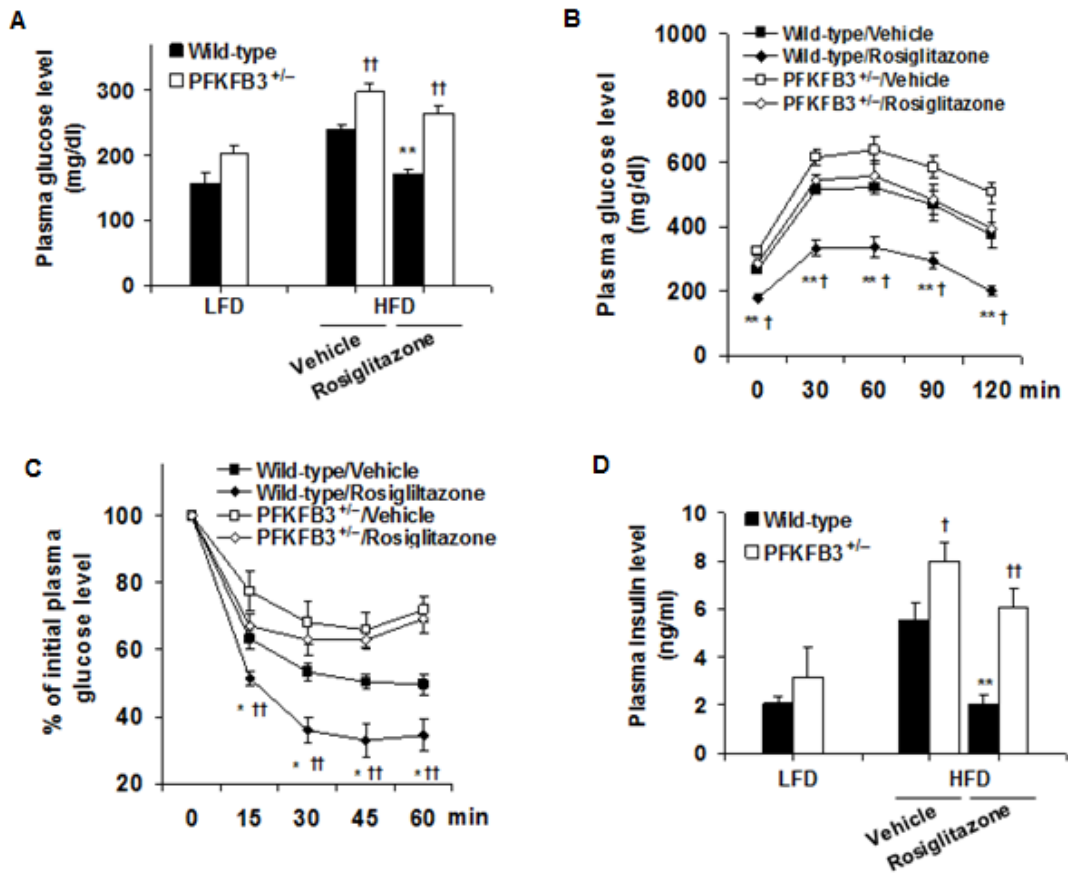 A
Wild-type
PFKFB3+/–
Plasma glucose level
(mg/dl)
300
200
100
0
††
††
**
LFD
HFD
Vehicle
Rosiglitazone
B
Wild-type/Vehicle
Wild-type/Rosiglitazone
PFKFB3+/–/Vehicle
PFKFB3+/–/Rosiglitazone
Plasma glucose level
(mg/dl)
1000
800
600
400
200
0
** †
** †
** †
** †
** †
0 30 60 90 120 min
C
Wild-type/Vehicle
Wild-type/Rosigliltazone
PFKFB3+/–/Vehicle
PFKFB3+/–/Rosiglitazone
% of initial plasma
glucose level
100
80
60
40
20
* ††
* ††
* ††
* ††
0 15 30 45 60 min
D
Wild-type
PFKFB3+/–
Plasma Insulin level
(ng/ml)
10
8
6
4
2
0
†
††
**
LFD
HFD
Vehicle
Rosiglitazone